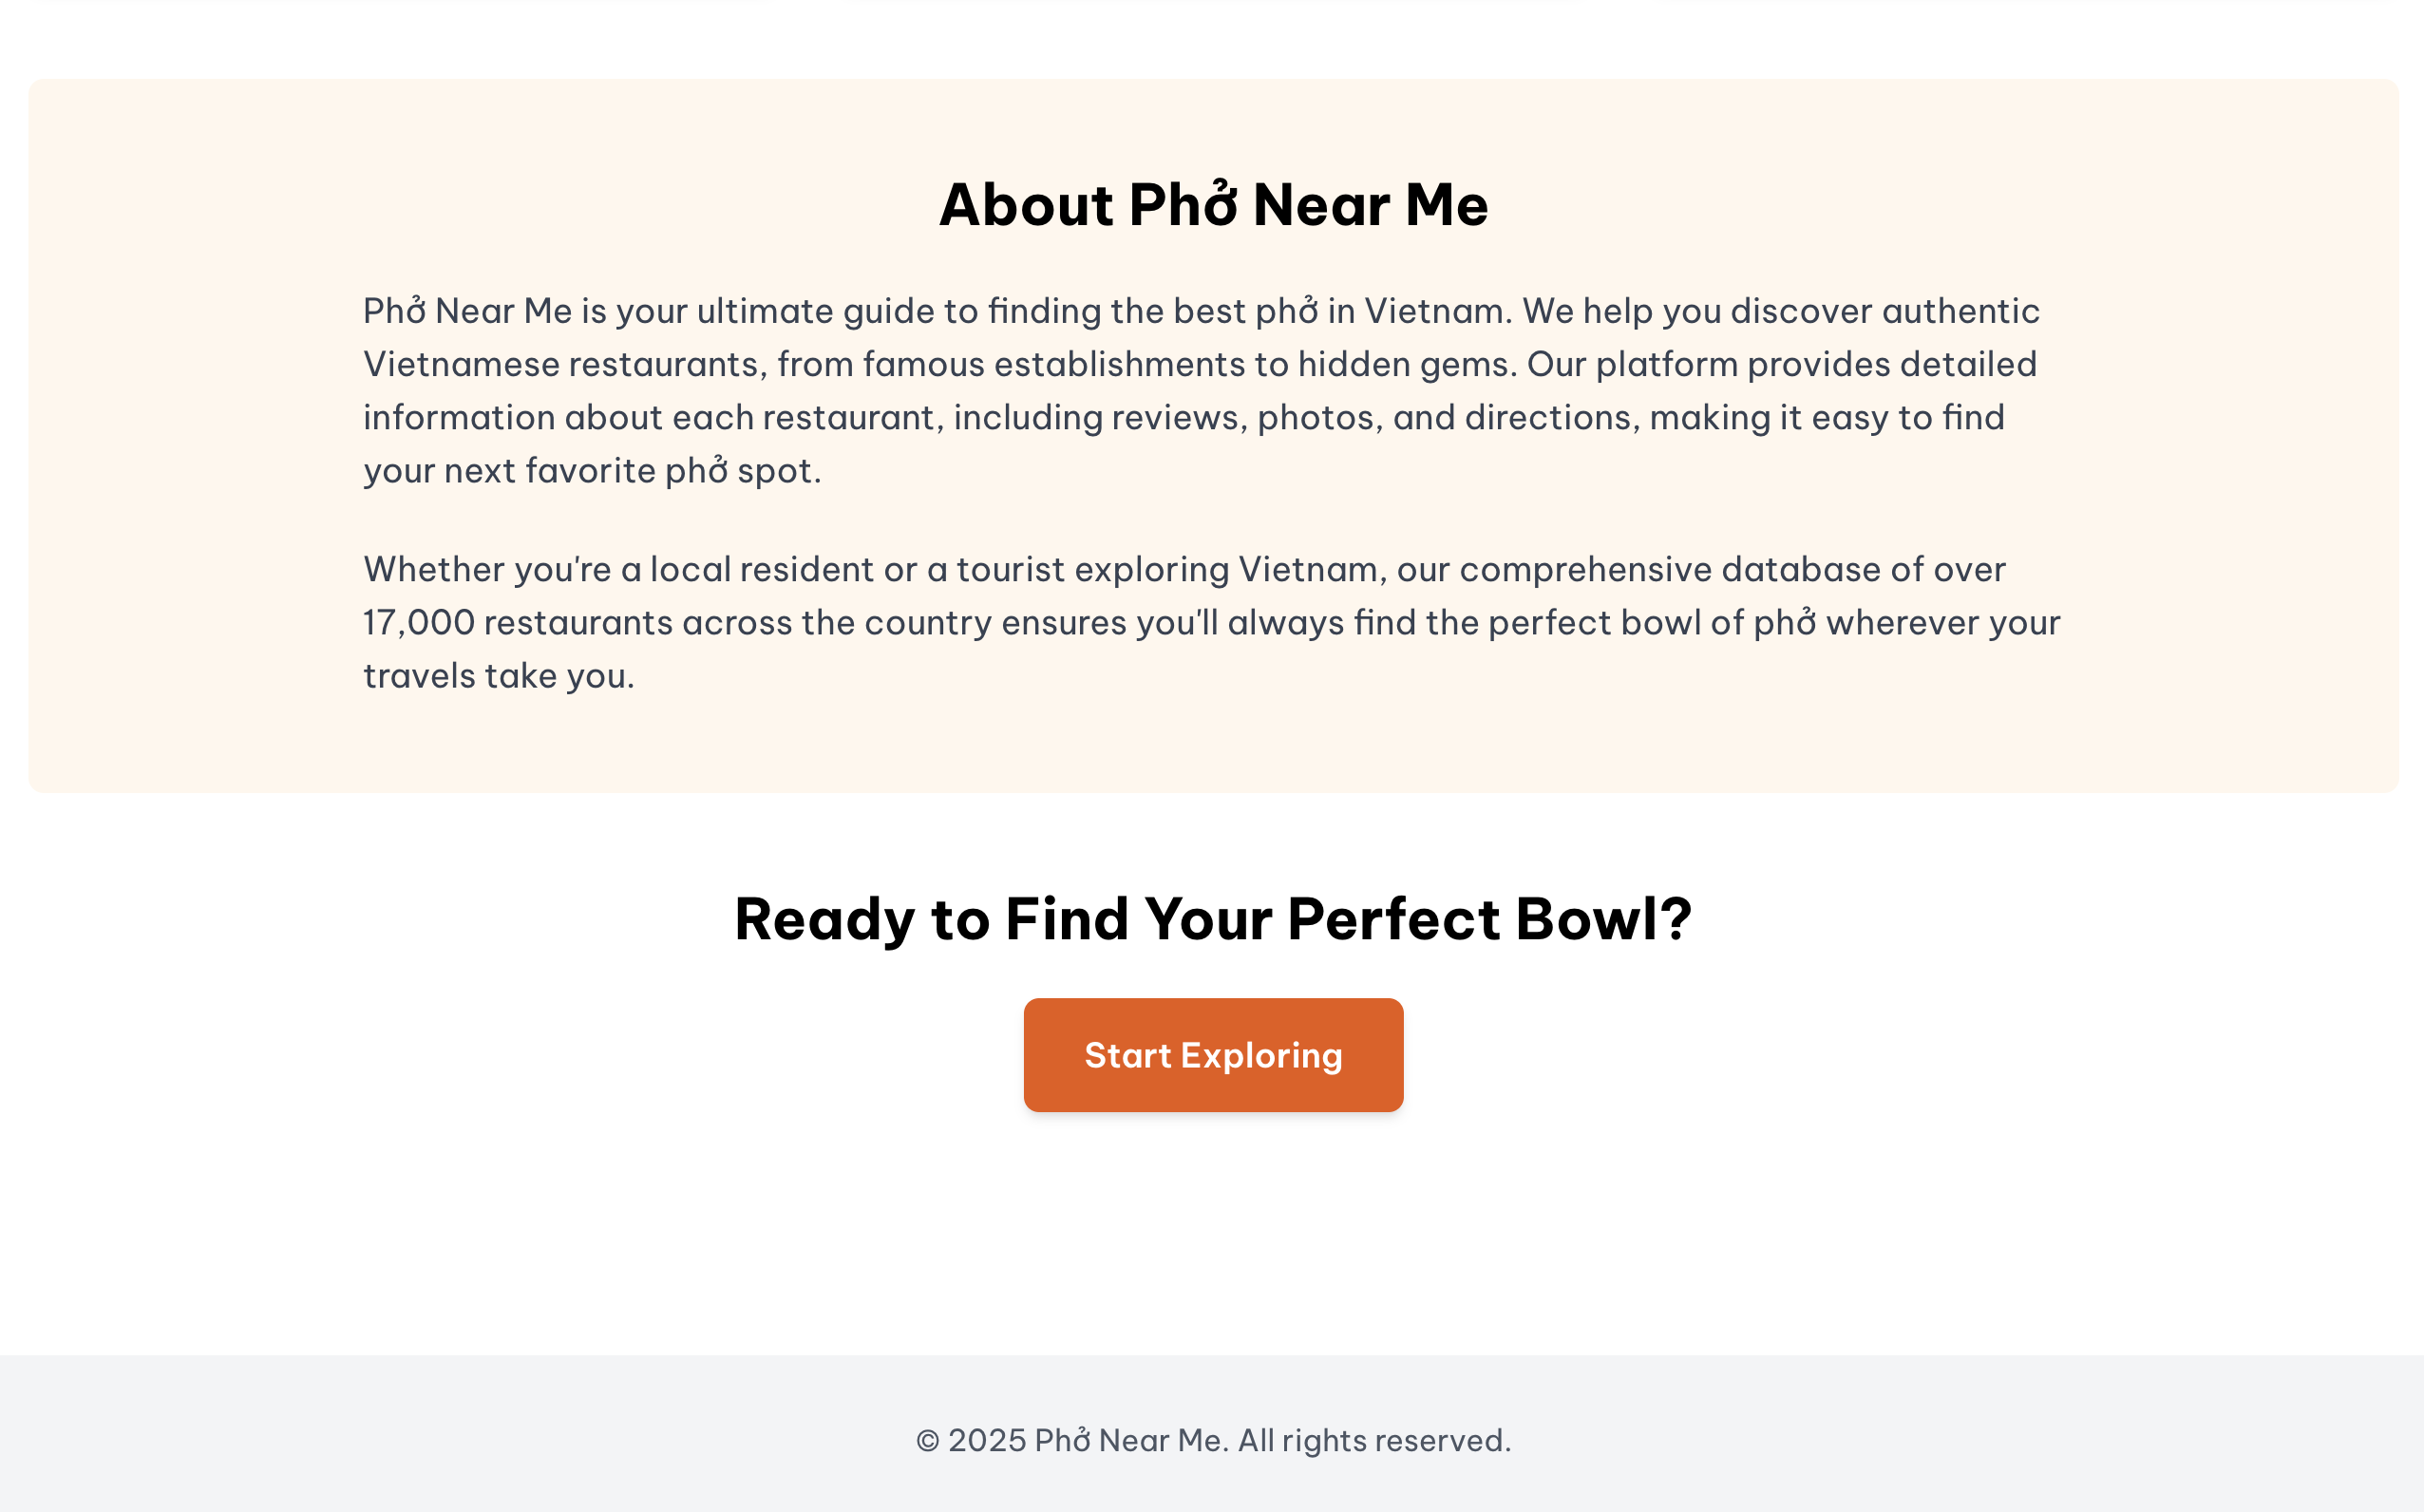 About Phở Near Me
Phở Near Me is your ultimate guide to finding the best phở in Vietnam. We help you discover authentic
Vietnamese restaurants, from famous establishments to hidden gems. Our platform provides detailed
information about each restaurant, including reviews, photos, and directions, making it easy to find
your next favorite phở spot.
Whether you're a local resident or a tourist exploring Vietnam, our comprehensive database of over
17,000 restaurants across the country ensures you'll always find the perfect bowl of phở wherever your
travels take you.
Ready to Find Your Perfect Bowl?
Start Exploring
© 2025 Phở Near Me. All rights reserved.